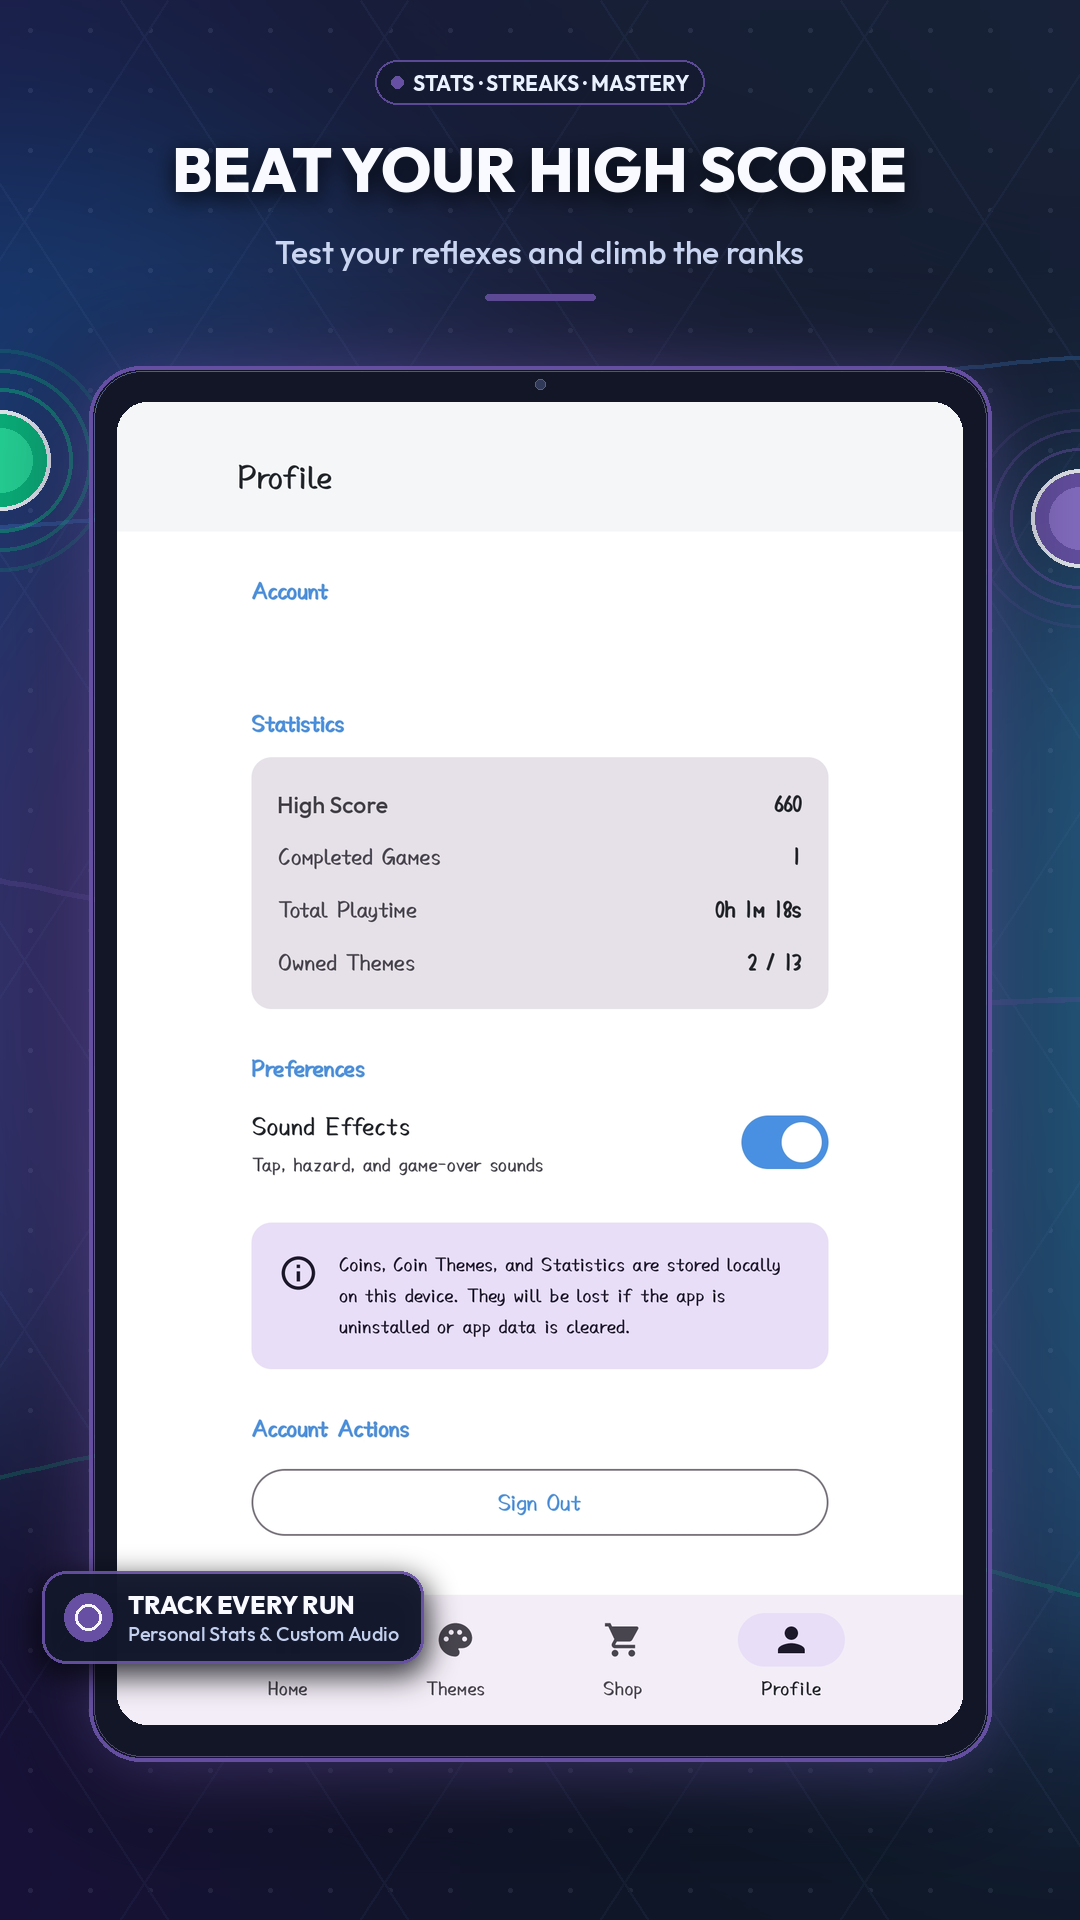 STATS · STREAKS · MASTERY
BEAT YOUR HIGH SCORE
Test your reflexes and climb the ranks
Profile
Account
Statistics
High Score 660
Completed Games 1
Total Playtime 0h 1m 18s
Owned Themes 2 / 13
Preferences
Sound Effects
Tap, hazard, and game-over sounds
Coins, Coin Themes, and Statistics are stored locally
on this device. They will be lost if the app is
uninstalled or app data is cleared.
Account Actions
Sign Out
TRACK EVERY RUN
Personal Stats & Custom Audio
Home Themes Shop Profile